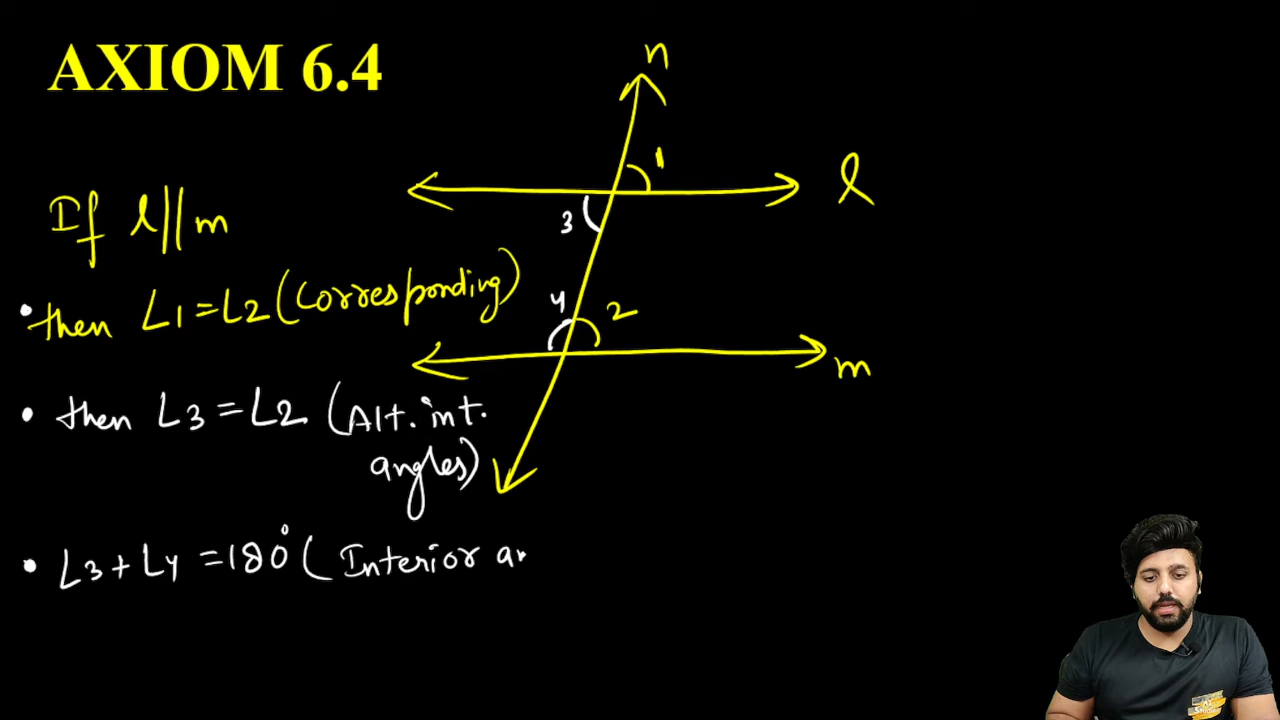 AXIOM 6.4
n
1
l
If l||m
3
then ∠1=∠2 (Corresponding)
4
2
m
then ∠3=∠2 (Alt. int.
angles)
∠3+∠4 =180° (Interior an